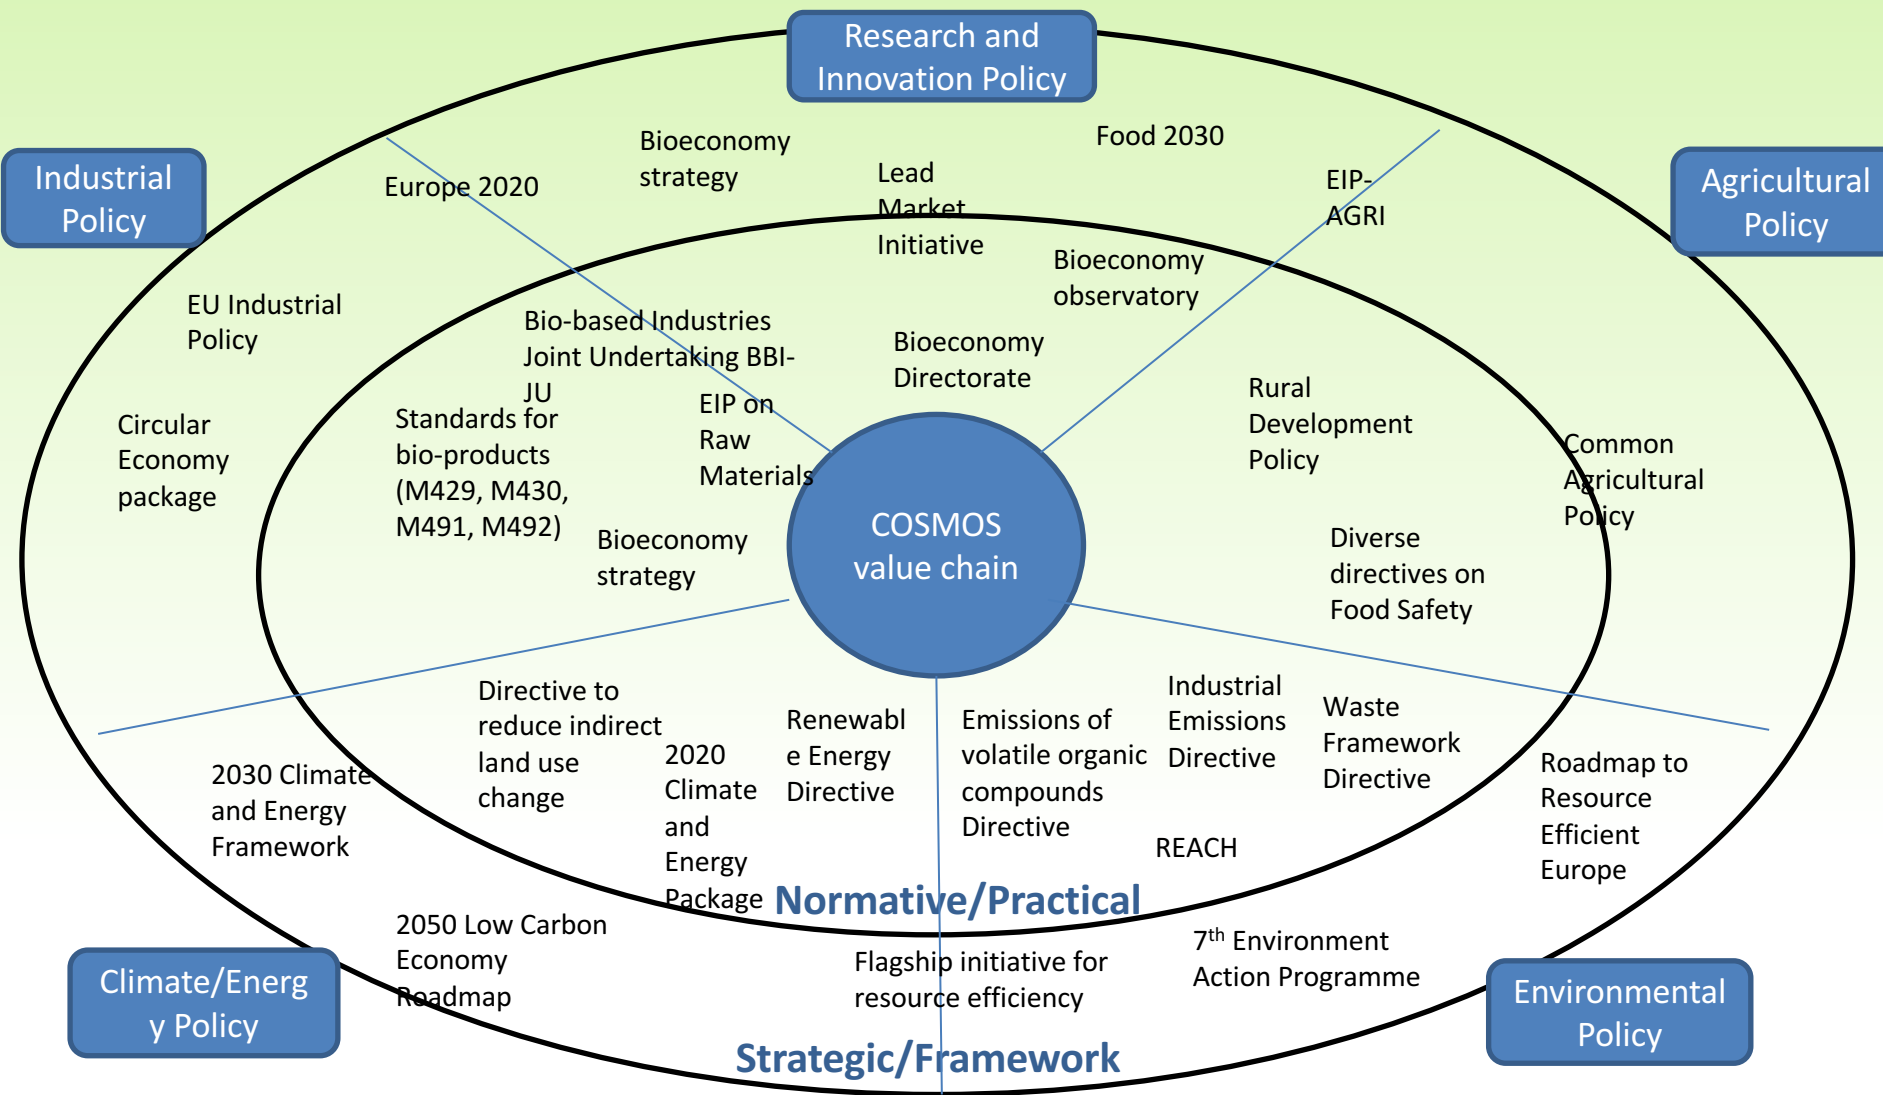 Research and
Innovation Policy
Industrial
Policy
Agricultural
Policy
Europe 2020
Bioeconomy
strategy
Lead
Market
Initiative
Food 2030
EIP-
AGRI
Bioeconomy
observatory
EU Industrial
Policy
Bio-based Industries
Joint Undertaking BBI-
JU
Bioeconomy
Directorate
Circular
Economy
package
Standards for
bio-products
(M429, M430,
M491, M492)
EIP on
Raw
Materials
Rural
Development
Policy
Common
Agricultural
Policy
Bioeconomy
strategy
COSMOS
value chain
Diverse
directives on
Food Safety
Directive to
reduce indirect
land use
change
2020
Climate
and
Energy
Package
Renewabl
e Energy
Directive
Emissions of
volatile organic
compounds
Directive
Industrial
Emissions
Directive
Waste
Framework
Directive
REACH
2030 Climate
and Energy
Framework
Roadmap to
Resource
Efficient
Europe
Normative/Practical
2050 Low Carbon
Economy
Roadmap
Flagship initiative for
resource efficiency
7th Environment
Action Programme
Climate/Energ
y Policy
Environmental
Policy
Strategic/Framework